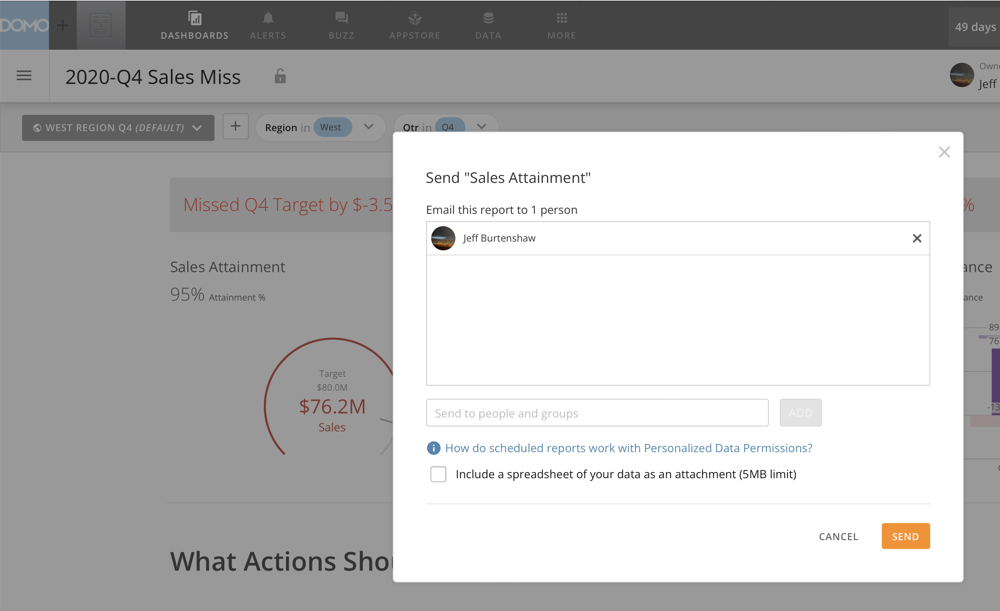 DOMO
DASHBOARDS
ALERTS
BUZZ
APPSTORE
DATA
MORE
49 days
2020-Q4 Sales Miss
Jeff
WEST REGION Q4 (DEFAULT)
Region in West
Qtr in Q4
Send "Sales Attainment"
Missed Q4 Target by $-3.5
%
Email this report to 1 person
Jeff Burtenshaw
Sales Attainment
95% Attainment %
ance
ance
89
76
-13
Target
$80.0M
$76.2M
Sales
Send to people and groups
ADD
How do scheduled reports work with Personalized Data Permissions?
Include a spreadsheet of your data as an attachment (5MB limit)
CANCEL
SEND
What Actions